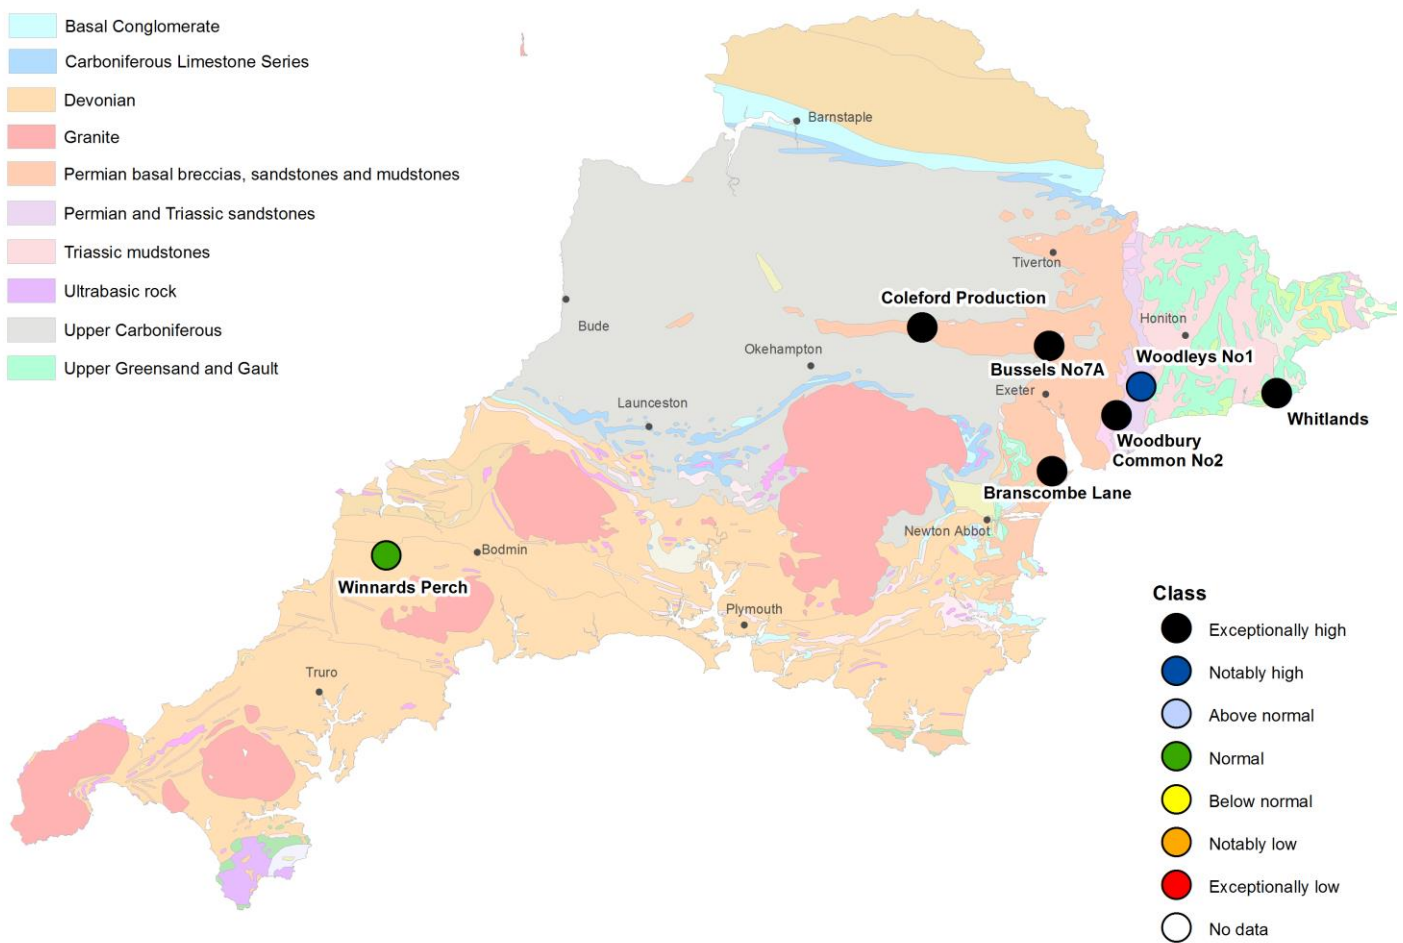 Basal Conglomerate
Carboniferous Limestone Series
Devonian
Granite
Permian basal breccias, sandstones and mudstones
Permian and Triassic sandstones
Triassic mudstones
Ultrabasic rock
Upper Carboniferous
Upper Greensand and Gault
Barnstaple
Tiverton
Coleford Production
Bude
Honiton
Okehampton
Woodleys No1
Bussels No7A
Exeter
Launceston
Whitlands
Woodbury
Common No2
Branscombe Lane
Newton Abbot
Bodmin
Winnards Perch
Plymouth
Truro
Class
Exceptionally high
Notably high
Above normal
Normal
Below normal
Notably low
Exceptionally low
No data